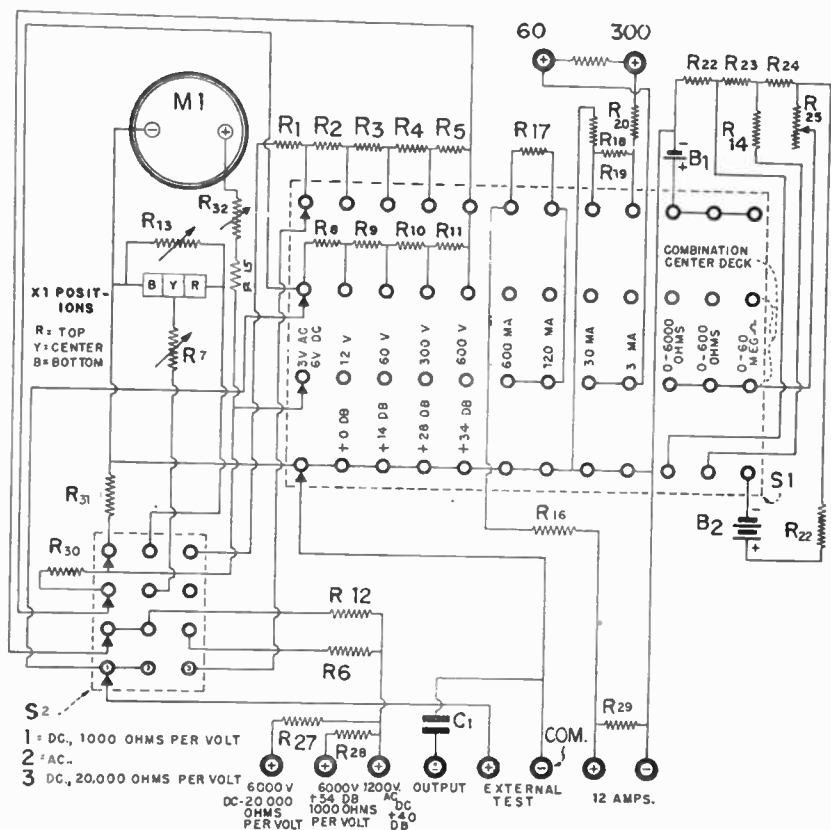 60 300
M1
R1 R2 R3 R4 R5
R17
R20
R18
R19
R22 R23 R24
R14
R25
B1
R32
R13
R15
B Y R
R7
X1 POSIT-
IONS
R= TOP
Y=CENTER
B=BOTTOM
R8 R9 R10 R11
COMBINATION
CENTER DECK
3V AC
6V DC
12 V
60 V
300 V
600 V
600 MA
120 MA
30 MA
3 MA
0-6000
OHMS
0-600
OHMS
0-60
MEG
+0 DB
+14 DB
+28 DB
+34 DB
S1
R31
R30
R16
B2
R22
R12
R6
S2
1 = DC., 1000 OHMS PER VOLT
2 = AC..
3 DC., 20,000 OHMS PER VOLT
R27
R28
C1
COM.
R29
1 2 3
6000 V
DC-20 000
OHMS
PER VOLT
6000V
+54 DB
1000 OHMS
PER VOLT
1200V.
AC
DC
+40
DB
OUTPUT
EXTERNAL
TEST
12 AMPS.